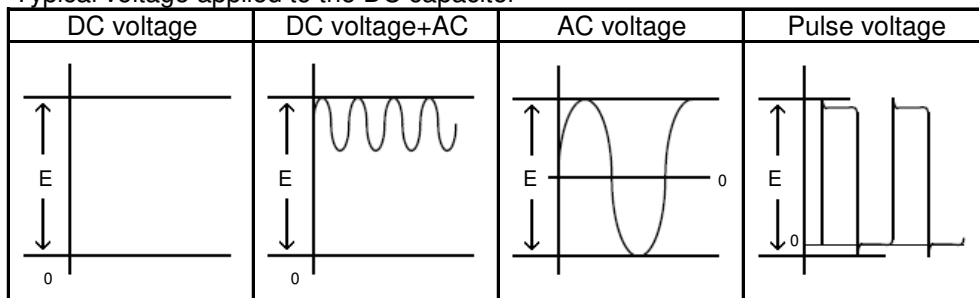 Typical voltage applied to the DC capacitor
DC voltage DC voltage+AC AC voltage Pulse voltage
E E E 0 E 0
0 0